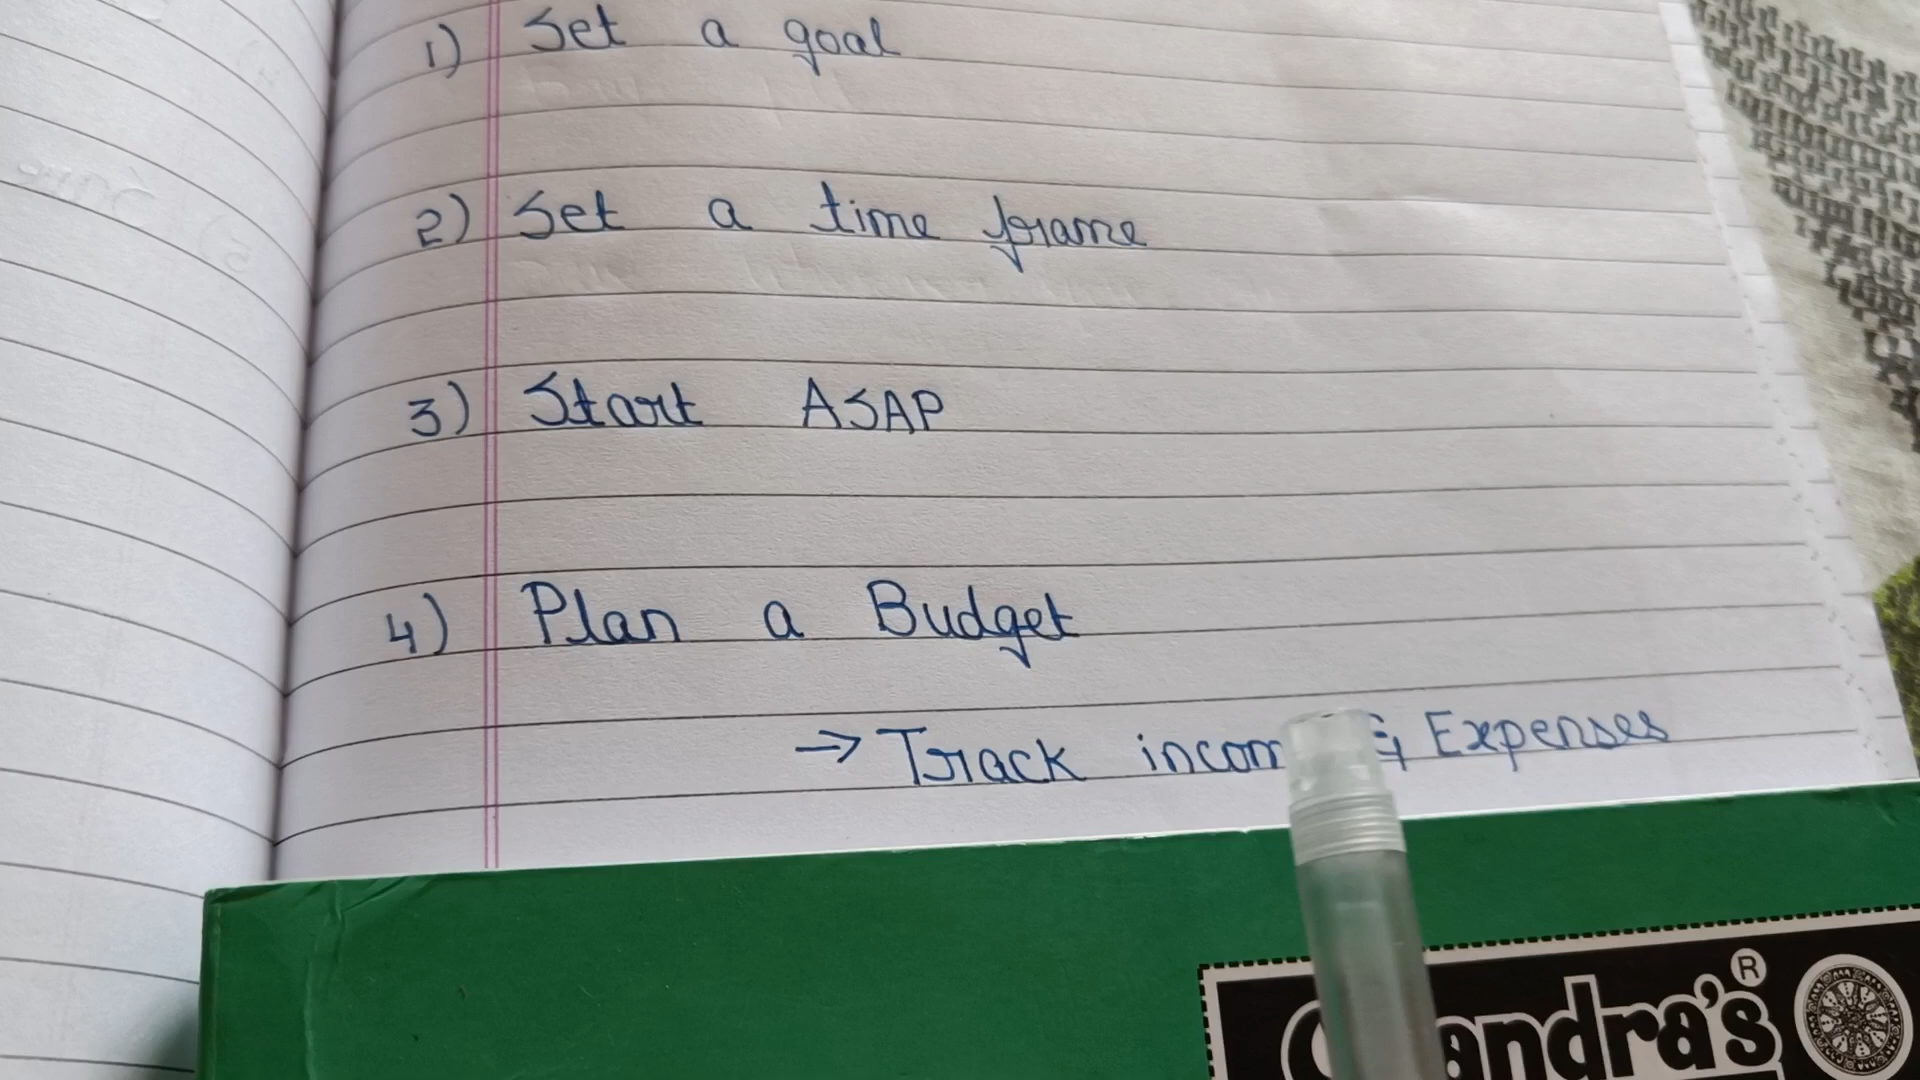 1) Set a goal
2) Set a time frame
3) Start ASAP
4) Plan a Budget
→ Track incom & Expenses
andra's®